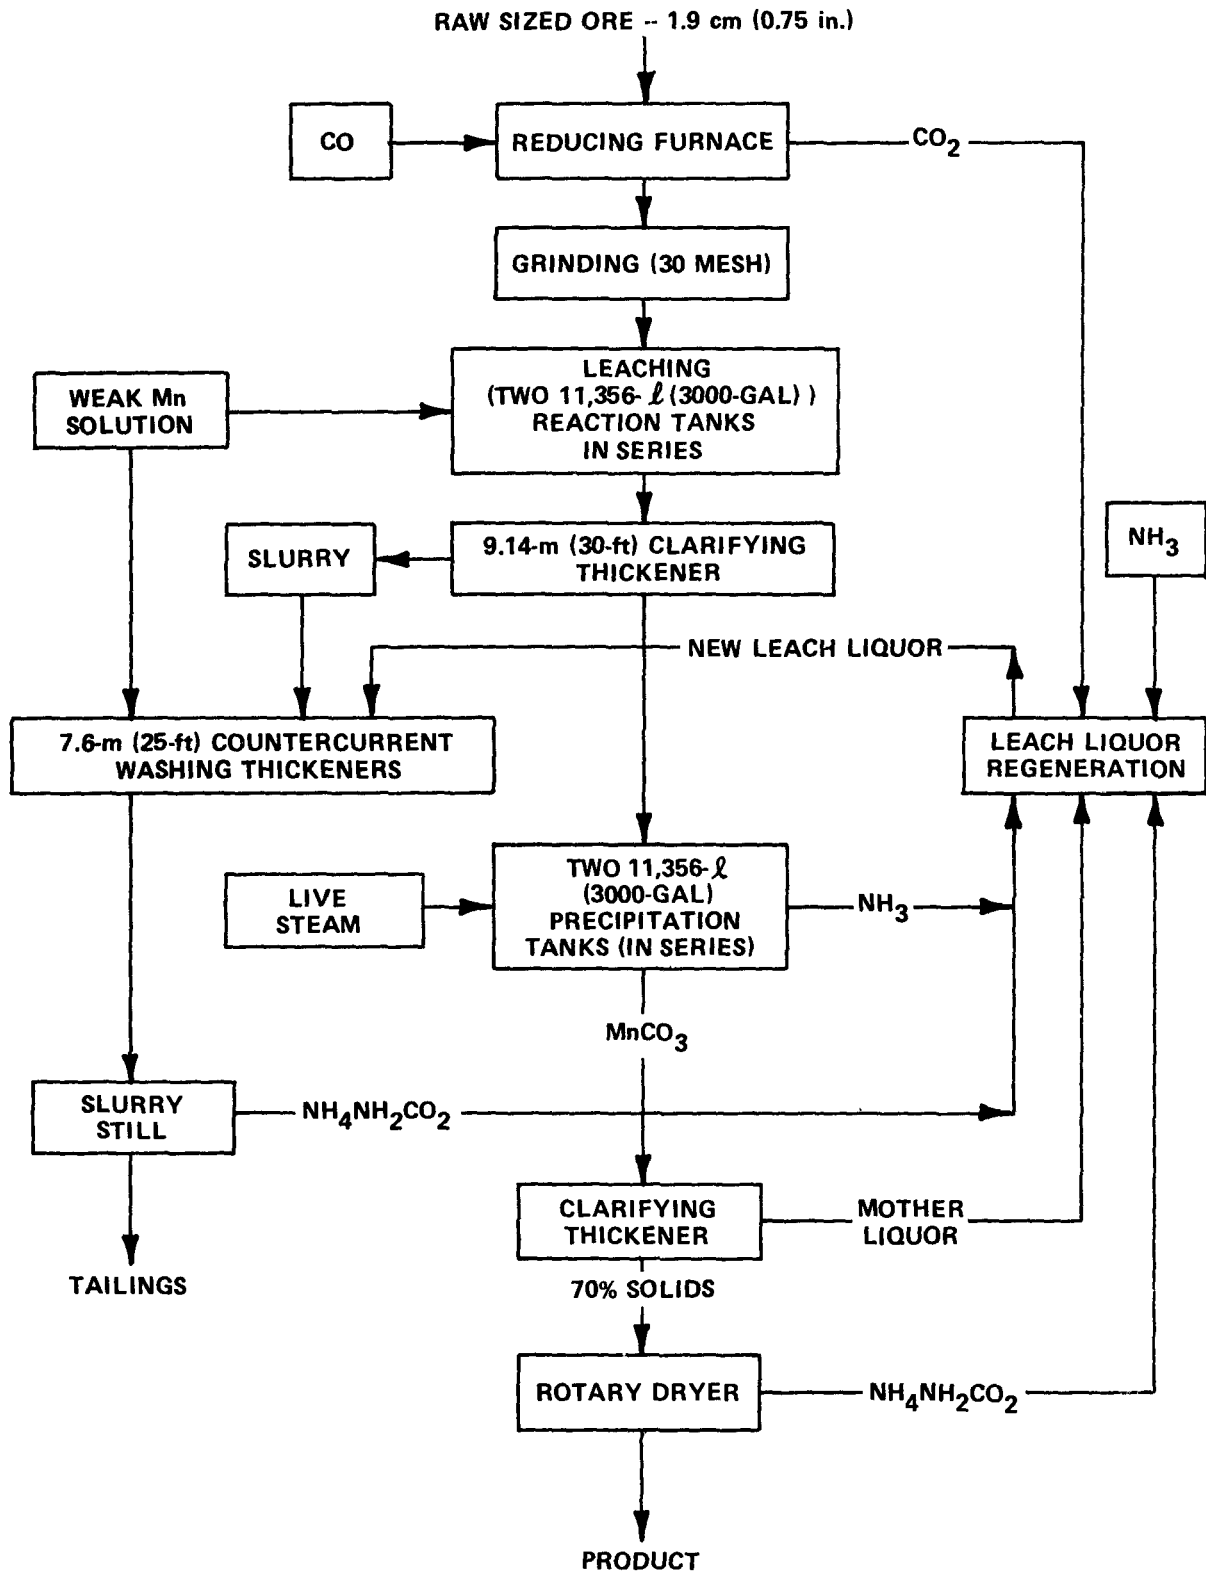 RAW SIZED ORE -- 1.9 cm (0.75 in.)
CO
REDUCING FURNACE
CO2
GRINDING (30 MESH)
WEAK Mn
SOLUTION
LEACHING
(TWO 11,356-ℓ (3000-GAL) )
REACTION TANKS
IN SERIES
SLURRY
9.14-m (30-ft) CLARIFYING
THICKENER
NH3
NEW LEACH LIQUOR
7.6-m (25-ft) COUNTERCURRENT
WASHING THICKENERS
LEACH LIQUOR
REGENERATION
LIVE
STEAM
TWO 11,356-ℓ
(3000-GAL)
PRECIPITATION
TANKS (IN SERIES)
NH3
MnCO3
SLURRY
STILL
NH4NH2CO2
CLARIFYING
THICKENER
MOTHER
LIQUOR
TAILINGS
70% SOLIDS
ROTARY DRYER
NH4NH2CO2
PRODUCT